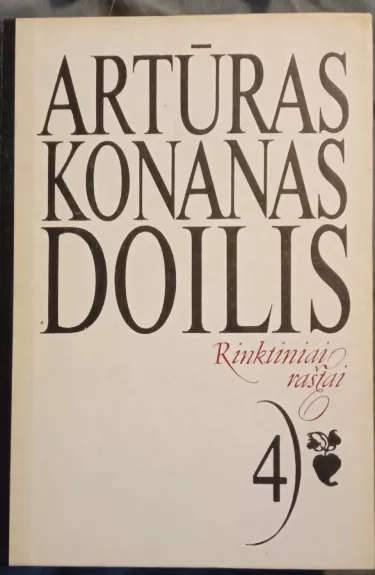 ARTŪRAS
KONANAS
DOILIS
Rinktiniai
raštai
4)